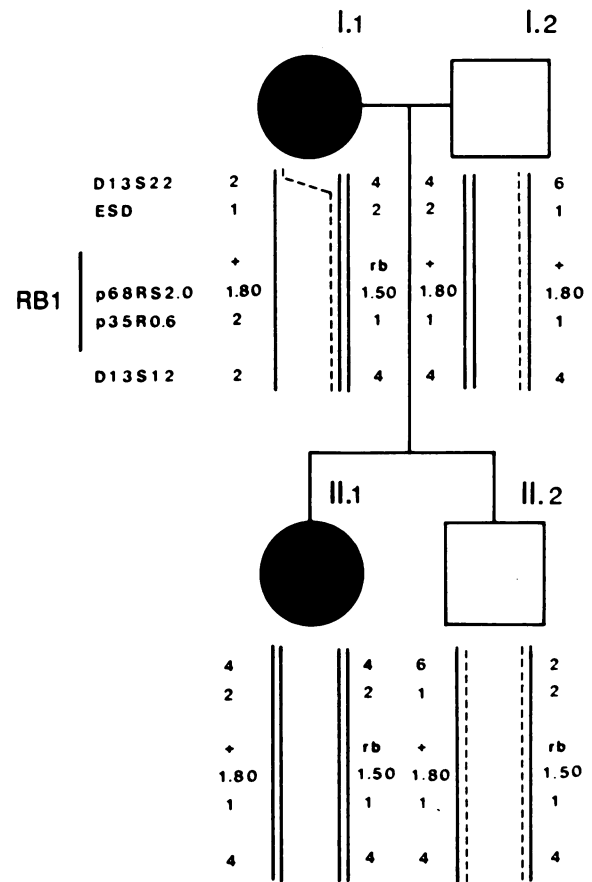 I.1 I.2
D13S22 2 4 4 6
ESD 1 2 2 1
+ rb + +
RB1 p68RS2.0 1.80 1.50 1.80 1.80
p35R0.6 2 1 1 1
D13S12 2 4 4 4
II.1 II.2
4 4 6 2
2 2 1 2
+ rb + rb
1.80 1.50 1.80 1.50
1 1 1 1
4 4 4 4